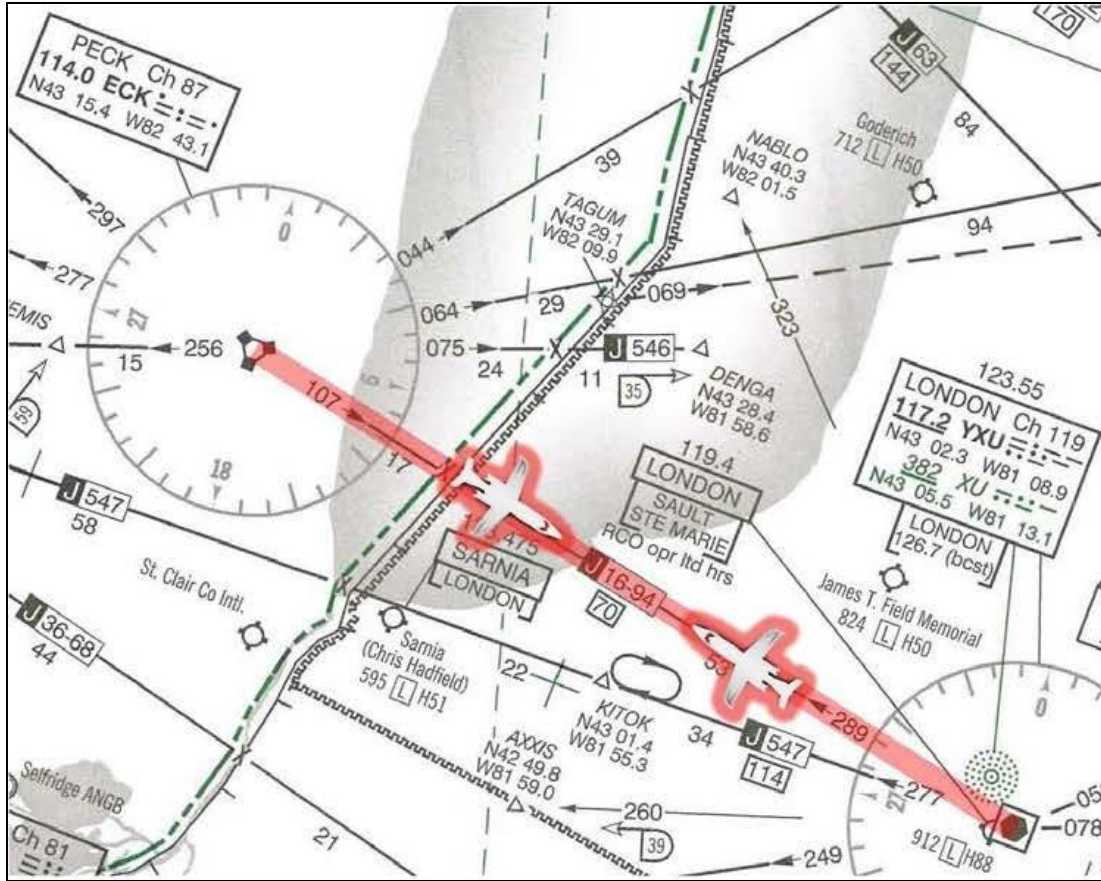 PECK Ch 87
114.0 ECK
N43 15.4 W82 43.1
170
J 63
144
84
Goderich
712 L H50
NABLO
N43 40.3
W82 01.5
39
TAGUM
N43 29.1
W82 09.9
0
297
277
044
94
064
29
069
323
EMIS
27
15
256
075
24
J 546
11
35
DENGA
N43 28.4
W81 58.6
59
107
17
18
123.55
LONDON Ch 119
117.2 YXU
N43 02.3 W81 08.9
382 XU
N43 05.5 W81 13.1
LONDON
126.7 (bcst)
119.4
LONDON
SAULT
STE MARIE
RCO opr ltd hrs
J 547
58
475
SARNIA
LONDON
J 16-94
70
James T. Field Memorial
824 L H50
St. Clair Co Intl.
J 36-68
44
Sarnia
(Chris Hadfield)
595 L H51
22
53
KITOK
N43 01.4
W81 55.3
34
J 547
114
289
277
0
27
AXXIS
N42 49.8
W81 59.0
260
39
249
Selfridge ANGB
Ch 81
21
912 L H88
078